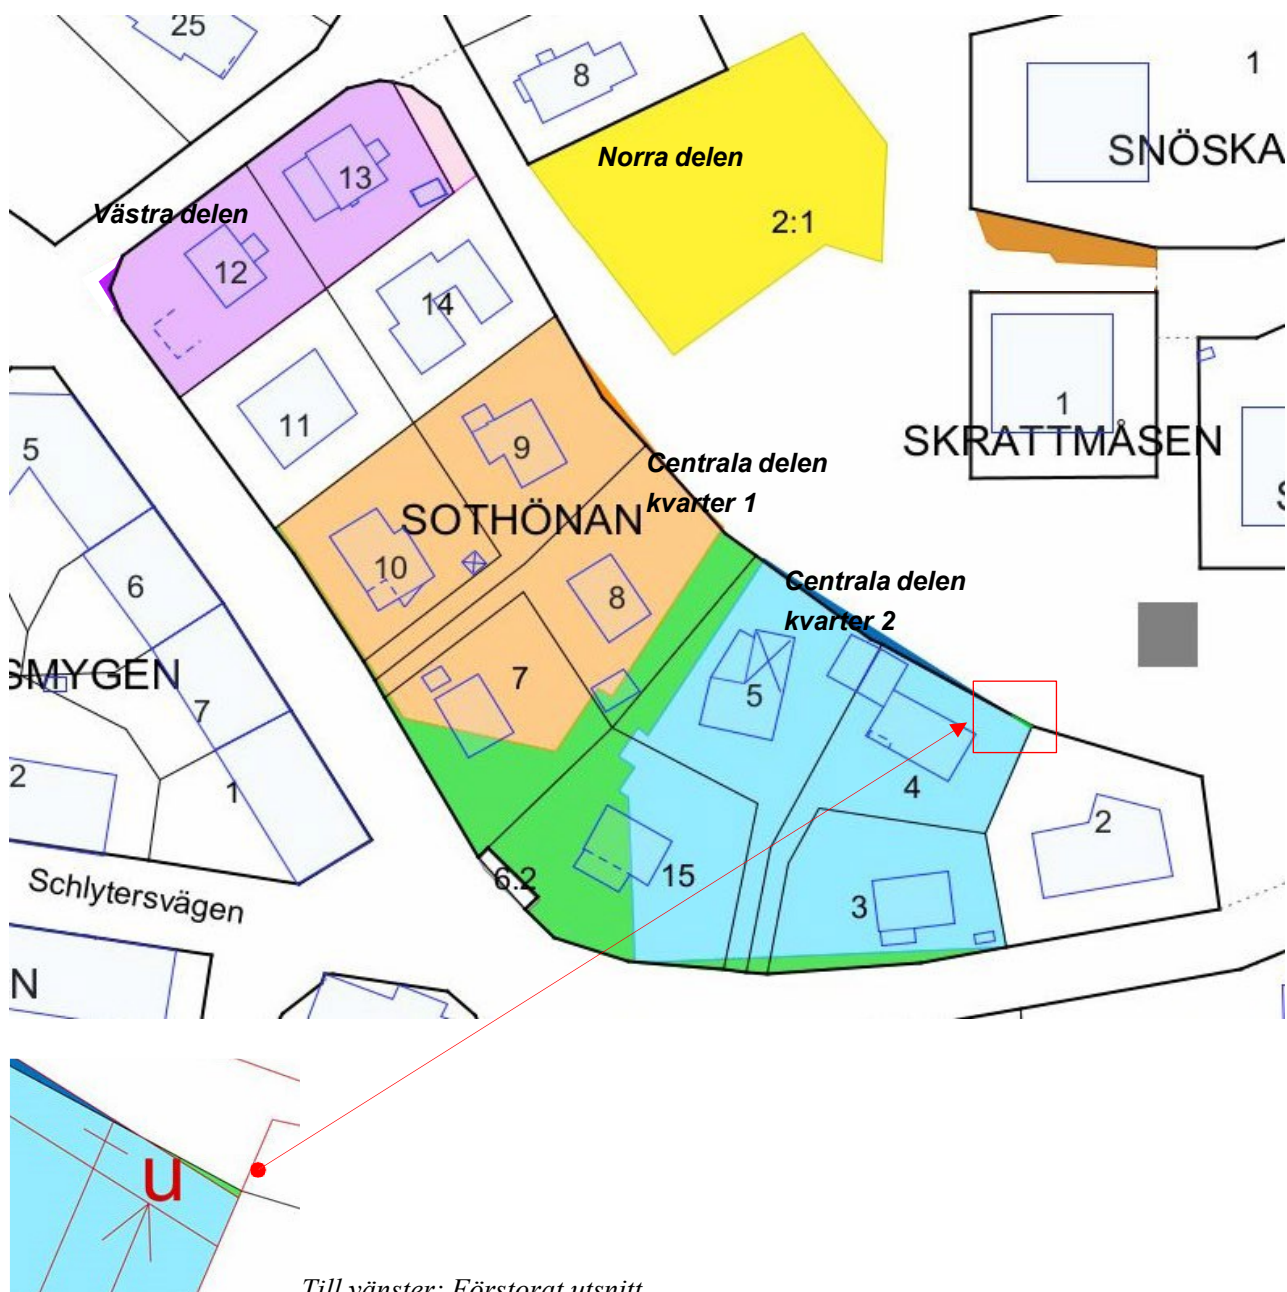 25
8
1
SNÖSKA
Norra delen
13
Västra delen
2:1
12
14
11
1
5
9
SKRATTMÅSEN
Centrala delen
kvarter 1
SOTHÖNAN
10
6
8
Centrala delen
kvarter 2
SMYGEN
7
5
7
2
1
4
2
6:2
15
Schlytersvägen
3
N
u
Till vänster: Förstorat utsnitt